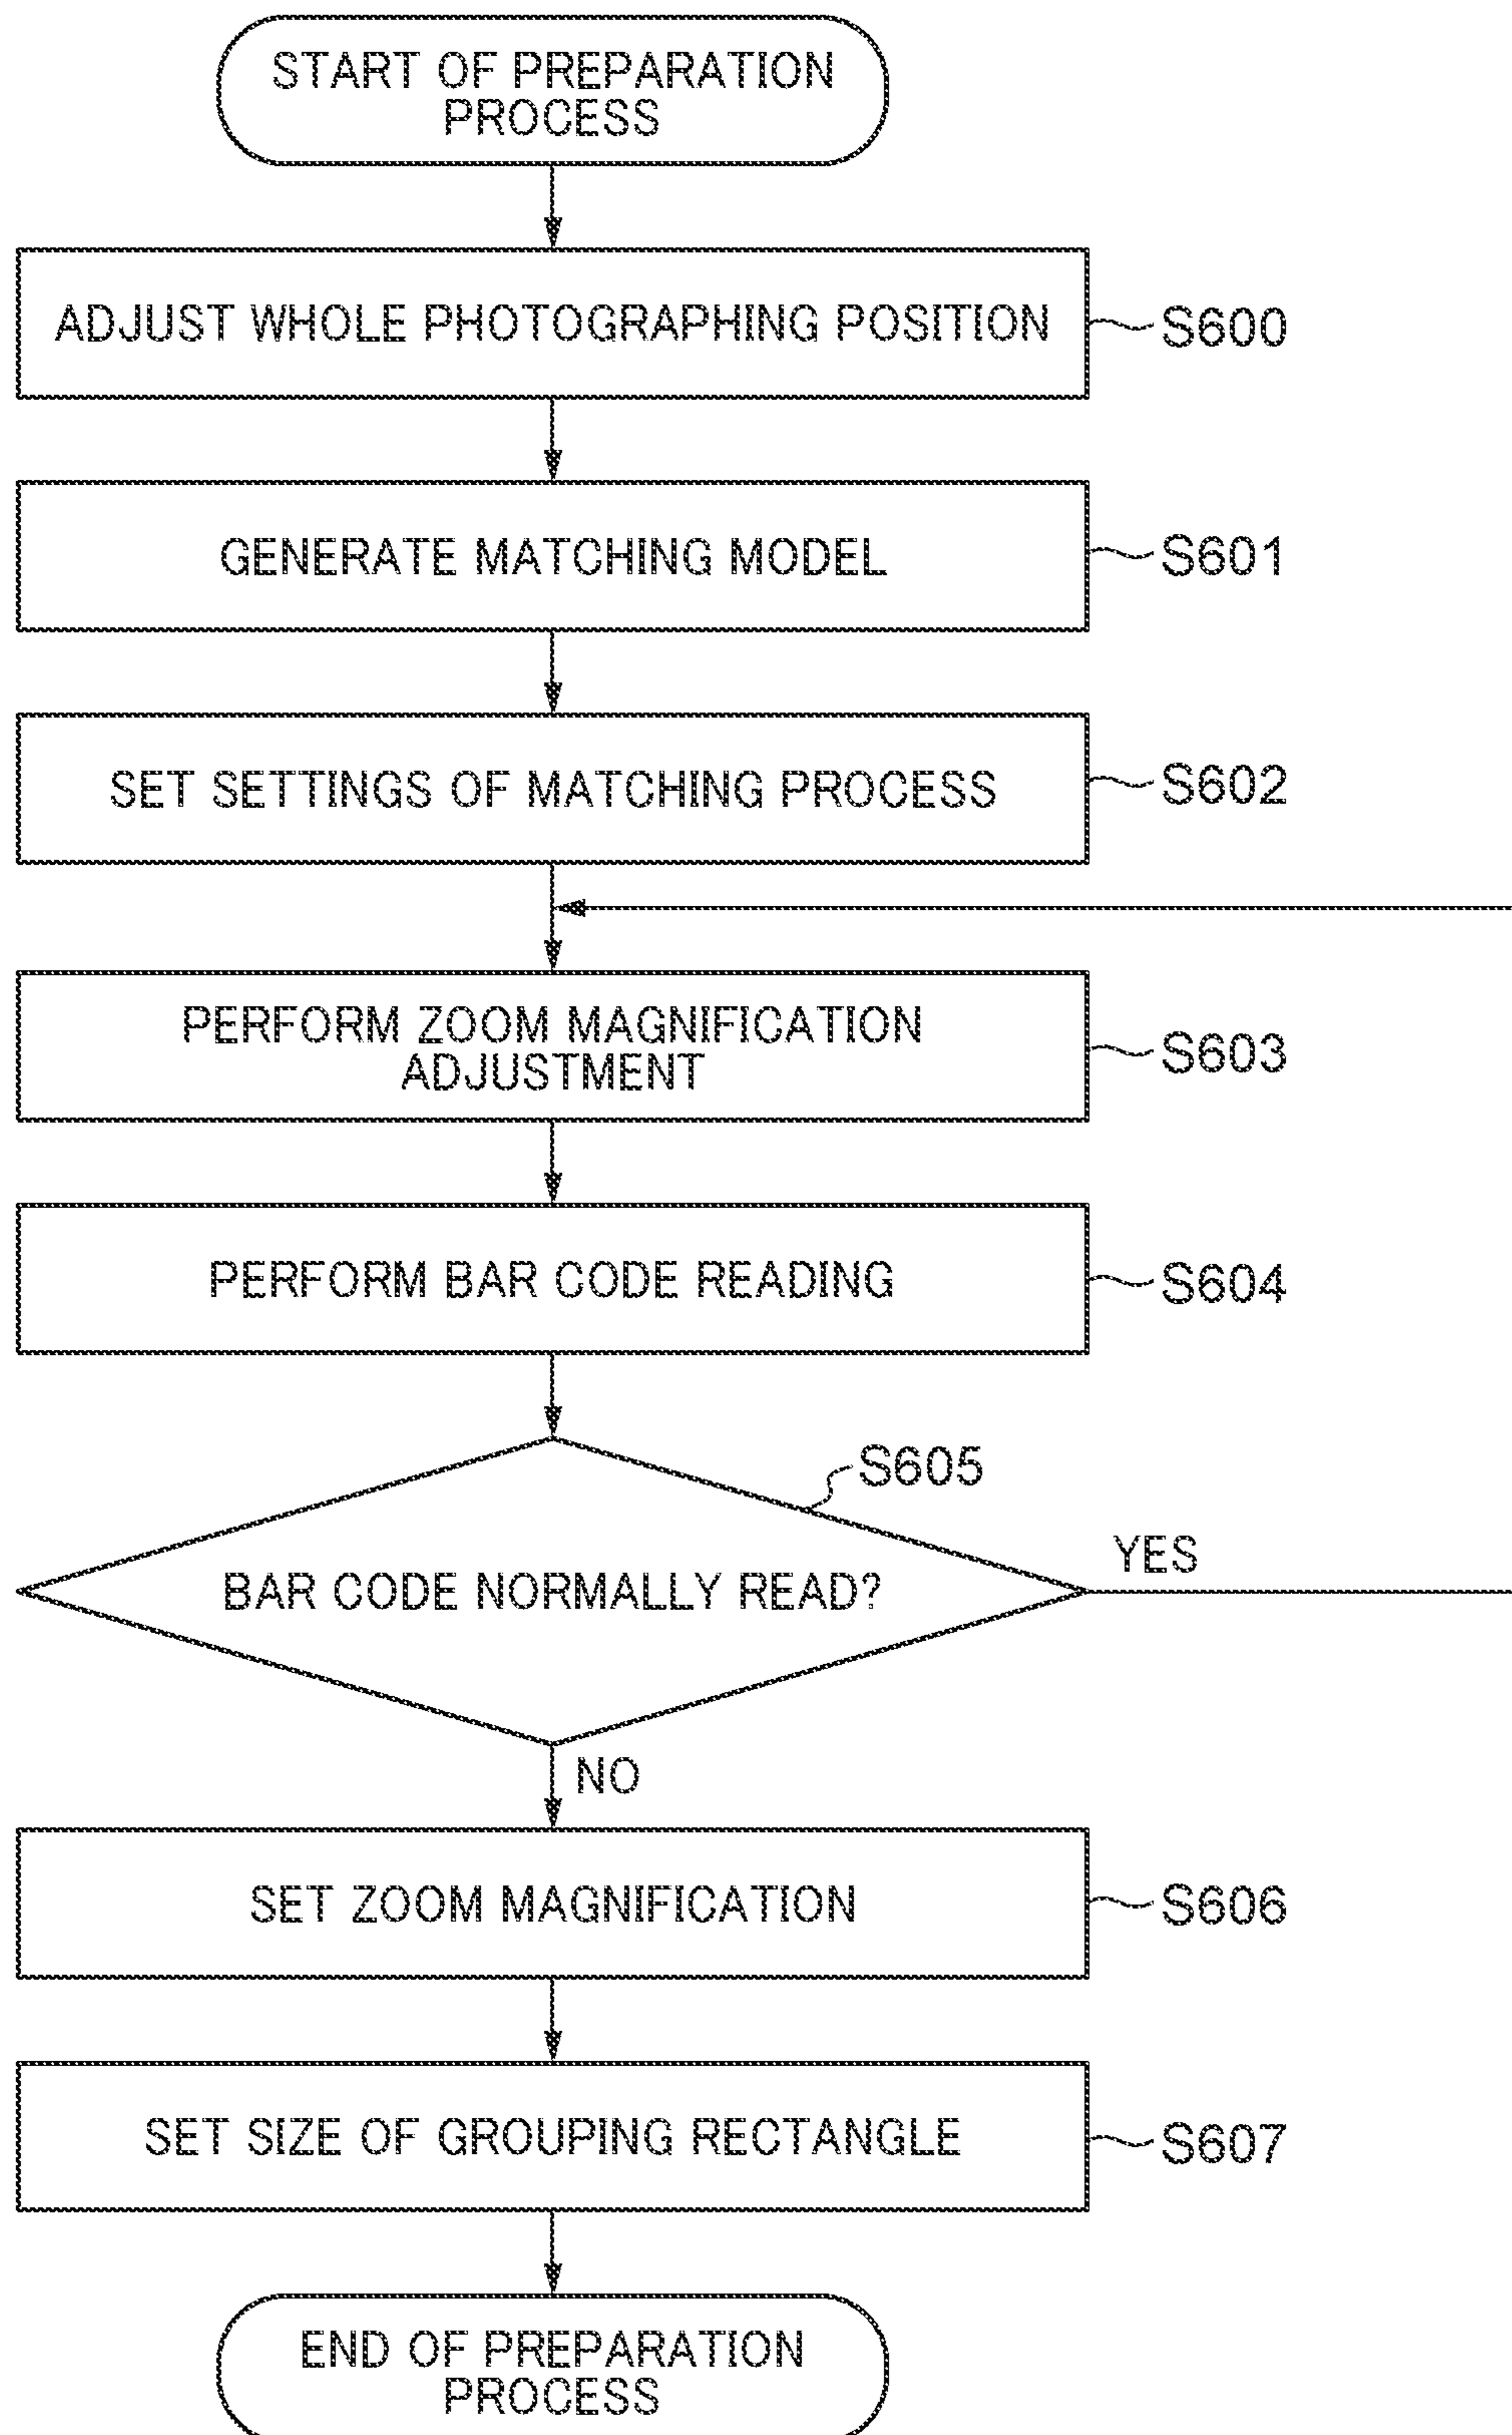 START OF PREPARATION
PROCESS
ADJUST WHOLE PHOTOGRAPHING POSITION
S600
GENERATE MATCHING MODEL
S601
SET SETTINGS OF MATCHING PROCESS
S602
PERFORM ZOOM MAGNIFICATION
ADJUSTMENT
S603
PERFORM BAR CODE READING
S604
S605
BAR CODE NORMALLY READ?
YES
NO
SET ZOOM MAGNIFICATION
S606
SET SIZE OF GROUPING RECTANGLE
S607
END OF PREPARATION
PROCESS